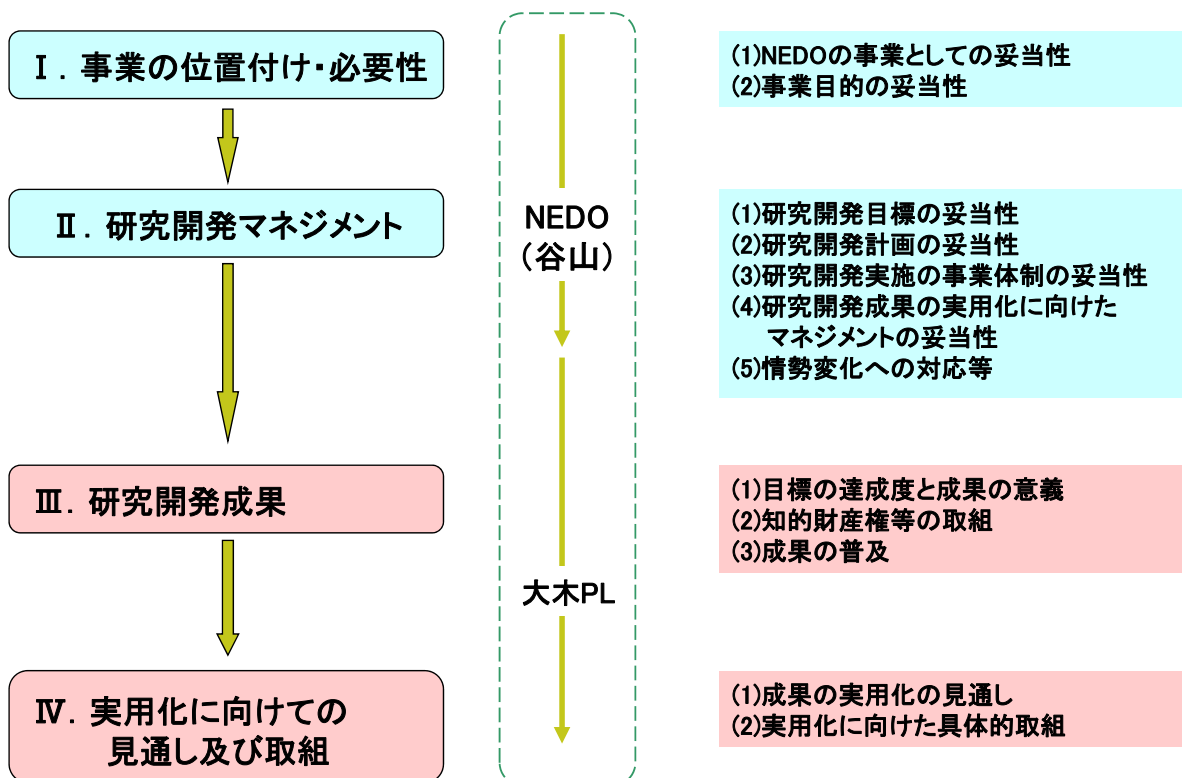 Ⅰ．事業の位置付け・必要性
(1)NEDOの事業としての妥当性
(2)事業目的の妥当性
Ⅱ．研究開発マネジメント
NEDO
（谷山）
(1)研究開発目標の妥当性
(2)研究開発計画の妥当性
(3)研究開発実施の事業体制の妥当性
(4)研究開発成果の実用化に向けた
マネジメントの妥当性
(5)情勢変化への対応等
Ⅲ．研究開発成果
(1)目標の達成度と成果の意義
(2)知的財産権等の取組
(3)成果の普及
大木PL
Ⅳ．実用化に向けての
見通し及び取組
(1)成果の実用化の見通し
(2)実用化に向けた具体的取組